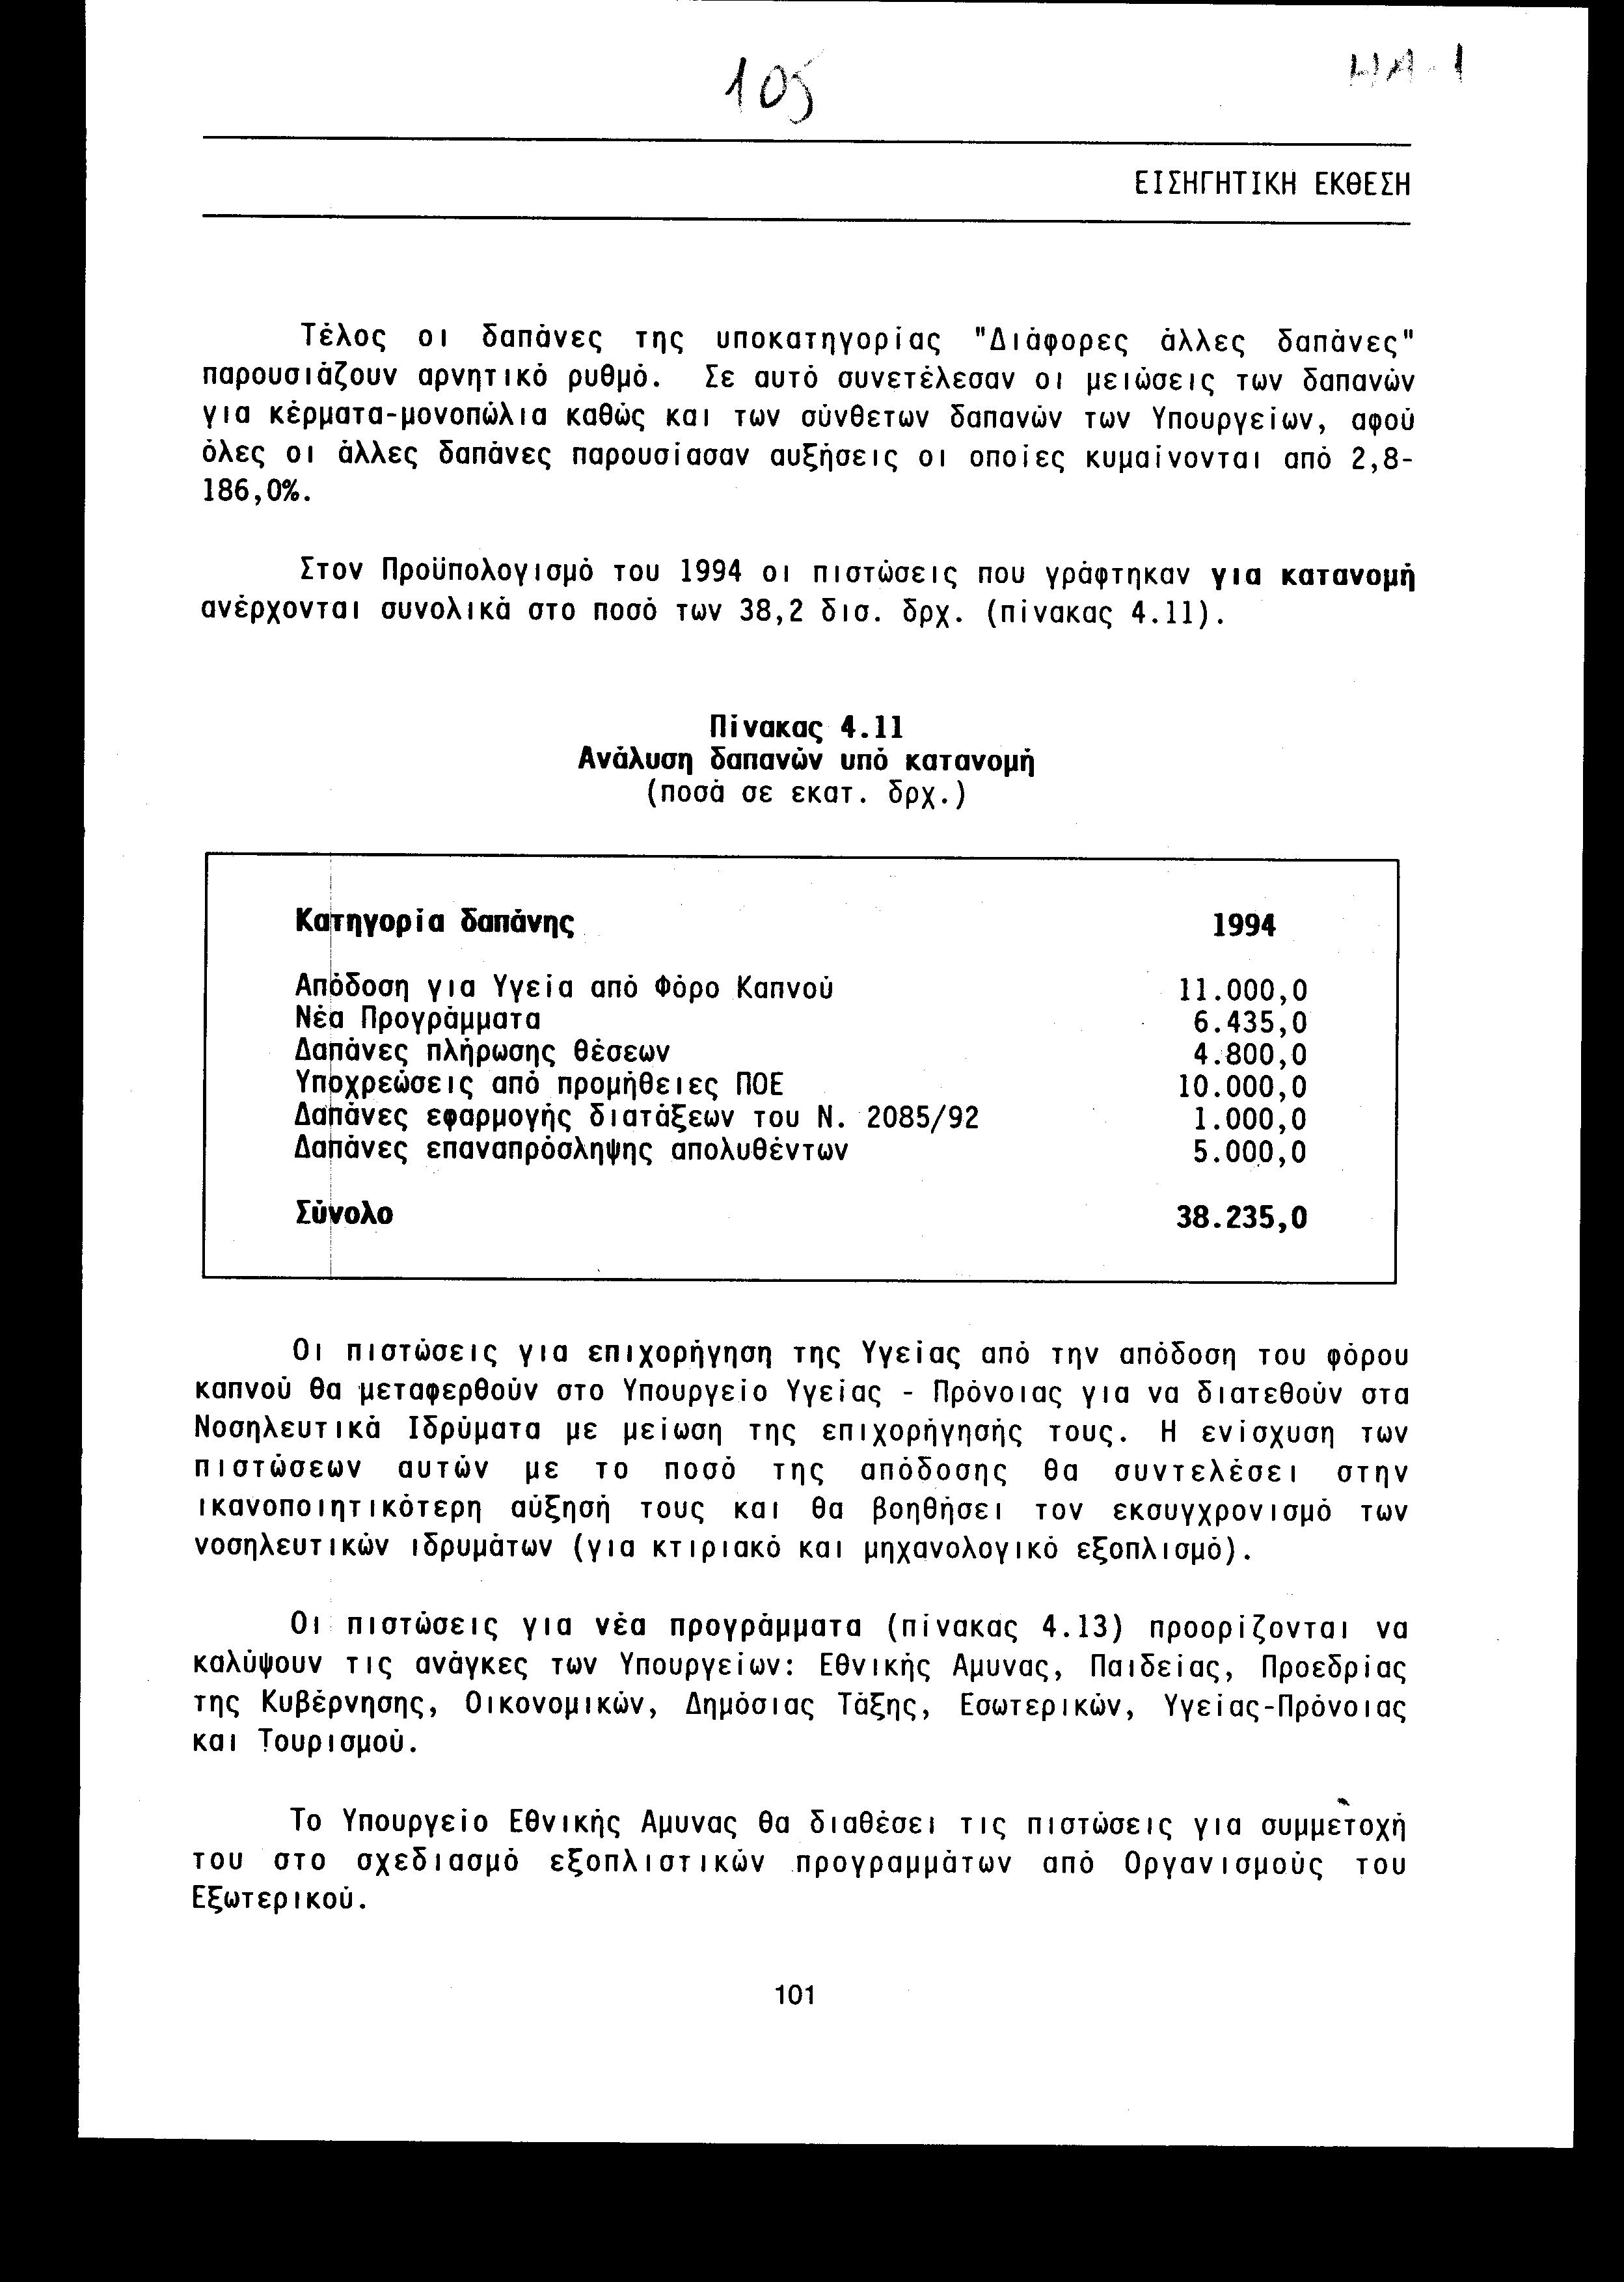 105
ΕΙΣΗΓΗΤΙΚΗ ΕΚΘΕΣΗ
Τέλος οι δαπάνες της υποκατηγορίας "Διάφορες άλλες δαπάνες"
παρουσιάζουν αρνητικό ρυθμό. Σε αυτό συνετέλεσαν οι μειώσεις των δαπανών
για κέρματα-μονοπώλια καθώς και των σύνθετων δαπανών των Υπουργείων, αφού
όλες οι άλλες δαπάνες παρουσίασαν αυξήσεις οι οποίες κυμαίνονται από 2,8-
186,0%.
Στον Προϋπολογισμό του 1994 οι πιστώσεις που γράφτηκαν για κατανομή
ανέρχονται συνολικά στο ποσό των 38,2 δισ. δρχ. (πίνακας 4.11).
Πίνακας 4.11
Ανάλυση δαπανών υπό κατανομή
(ποσά σε εκατ. δρχ.)
Κατηγορία δαπάνης 1994
Απόδοση για Υγεία από Φόρο Καπνού 11.000,0
Νέα Προγράμματα 6.435,0
Δαπάνες πλήρωσης θέσεων 4.800,0
Υποχρεώσεις από προμήθειες ΠΟΕ 10.000,0
Δαπάνες εφαρμογής διατάξεων του Ν. 2085/92 1.000,0
Δαπάνες επαναπρόσληψης απολυθέντων 5.000,0
Σύνολο 38.235,0
Οι πιστώσεις για επιχορήγηση της Υγείας από την απόδοση του φόρου
καπνού θα μεταφερθούν στο Υπουργείο Υγείας - Πρόνοιας για να διατεθούν στα
Νοσηλευτικά Ιδρύματα με μείωση της επιχορήγησής τους. Η ενίσχυση των
πιστώσεων αυτών με το ποσό της απόδοσης θα συντελέσει στην
ικανοποιητικότερη αύξησή τους και θα βοηθήσει τον εκσυγχρονισμό των
νοσηλευτικών ιδρυμάτων (για κτιριακό και μηχανολογικό εξοπλισμό).
Οι πιστώσεις για νέα προγράμματα (πίνακας 4.13) προορίζονται να
καλύψουν τις ανάγκες των Υπουργείων: Εθνικής Αμυνας, Παιδείας, Προεδρίας
της Κυβέρνησης, Οικονομικών, Δημόσιας Τάξης, Εσωτερικών, Υγείας-Πρόνοιας
και Τουρισμού.
Το Υπουργείο Εθνικής Αμυνας θα διαθέσει τις πιστώσεις για συμμετοχή
του στο σχεδιασμό εξοπλιστικών προγραμμάτων από Οργανισμούς του
Εξωτερικού.
101